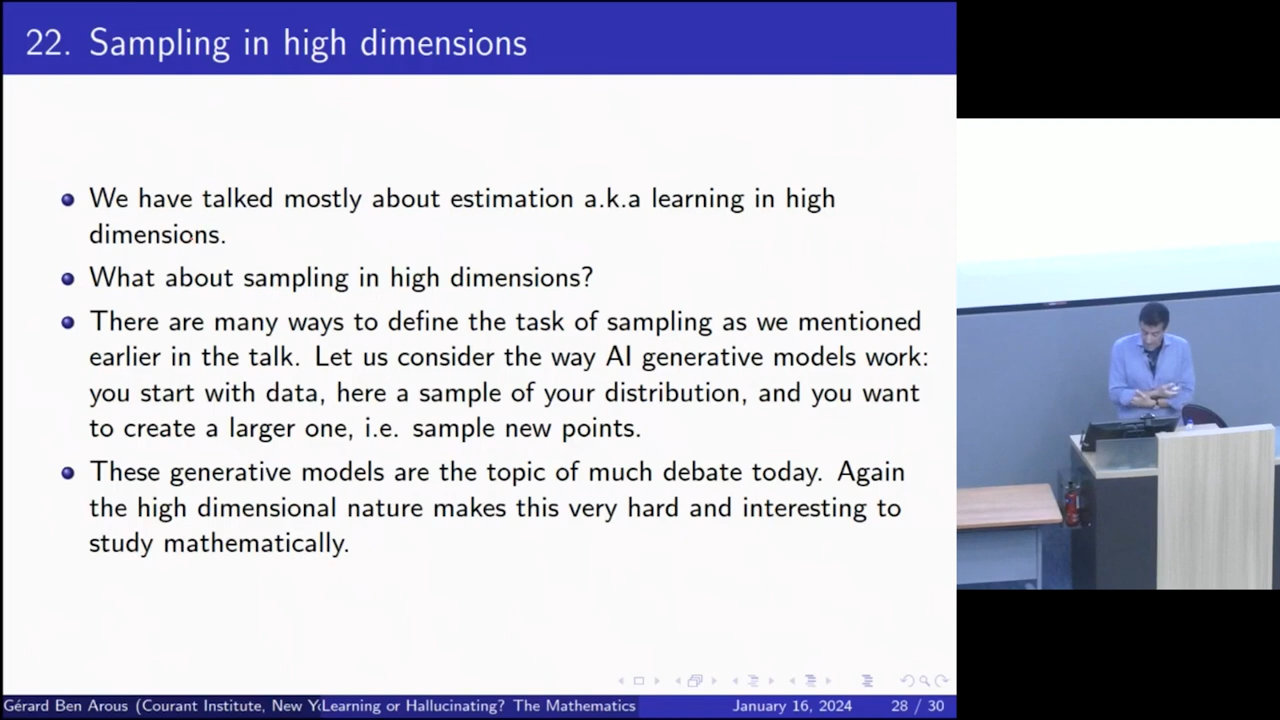 22. Sampling in high dimensions
We have talked mostly about estimation a.k.a learning in high
dimensions.
What about sampling in high dimensions?
There are many ways to define the task of sampling as we mentioned
earlier in the talk. Let us consider the way AI generative models work:
you start with data, here a sample of your distribution, and you want
to create a larger one, i.e. sample new points.
These generative models are the topic of much debate today. Again
the high dimensional nature makes this very hard and interesting to
study mathematically.
Gérard Ben Arous (Courant Institute, New Learning or Hallucinating? The Mathematics January 16, 2024 28 / 30